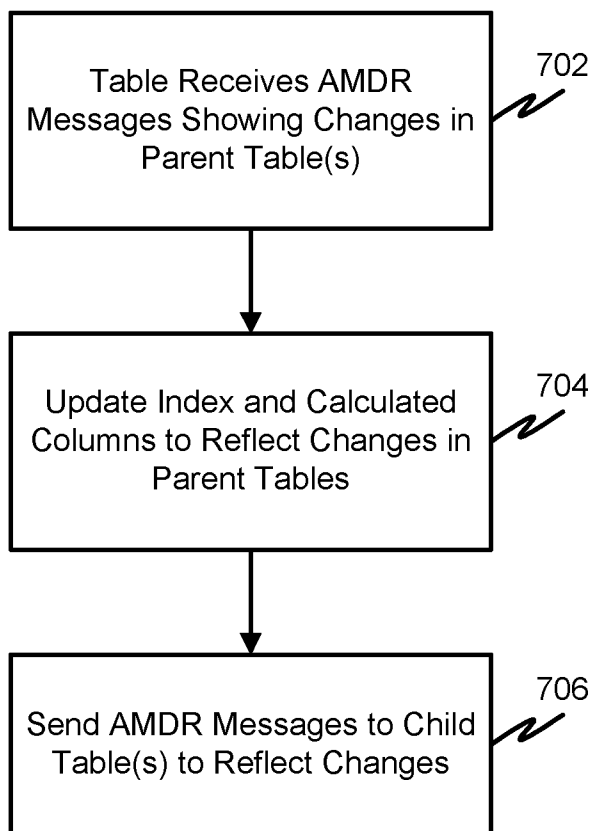 Table Receives AMDR
Messages Showing Changes in
Parent Table(s)
702
Update Index and Calculated
Columns to Reflect Changes in
Parent Tables
704
Send AMDR Messages to Child
Table(s) to Reflect Changes
706